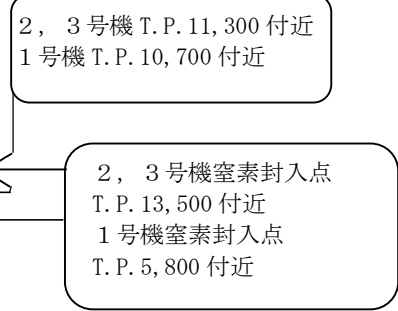 ２，３号機 T.P.11,300 付近
１号機 T.P.10,700 付近
２，３号機窒素封入点
T.P.13,500 付近
１号機窒素封入点
T.P.5,800 付近